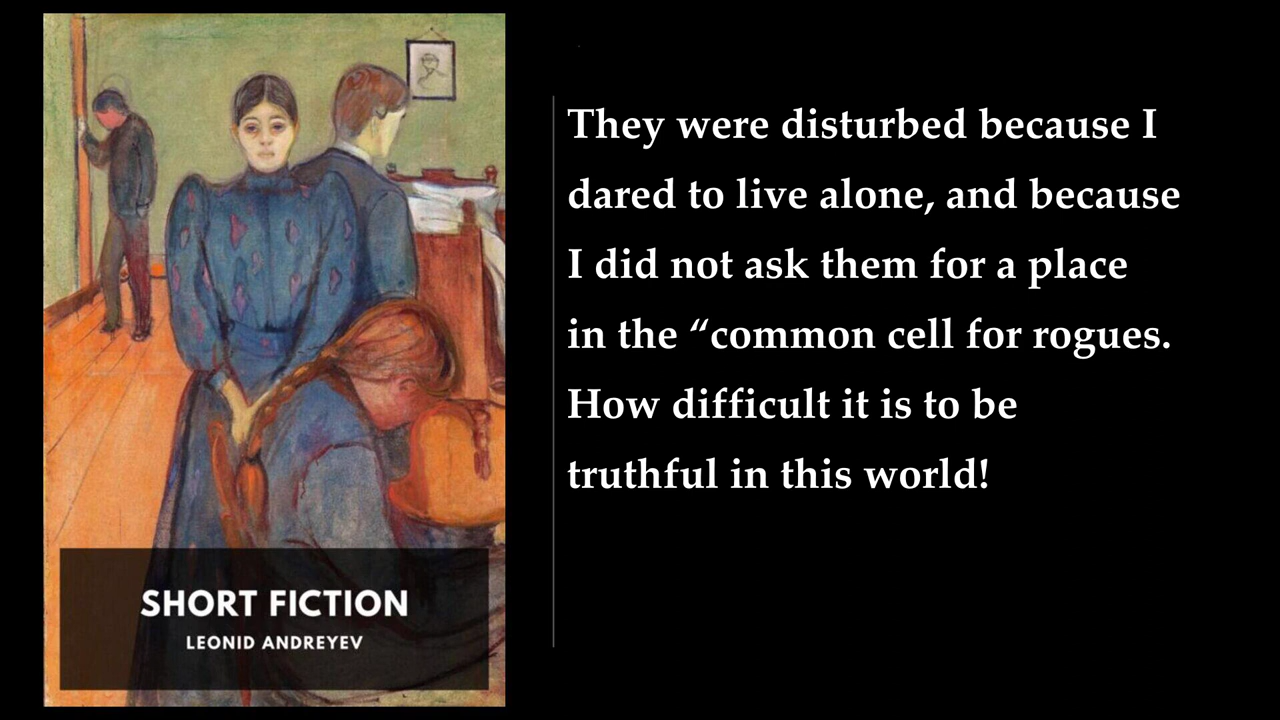 They were disturbed because I
dared to live alone, and because
I did not ask them for a place
in the “common cell for rogues.
How difficult it is to be
truthful in this world!
SHORT FICTION
LEONID ANDREYEV